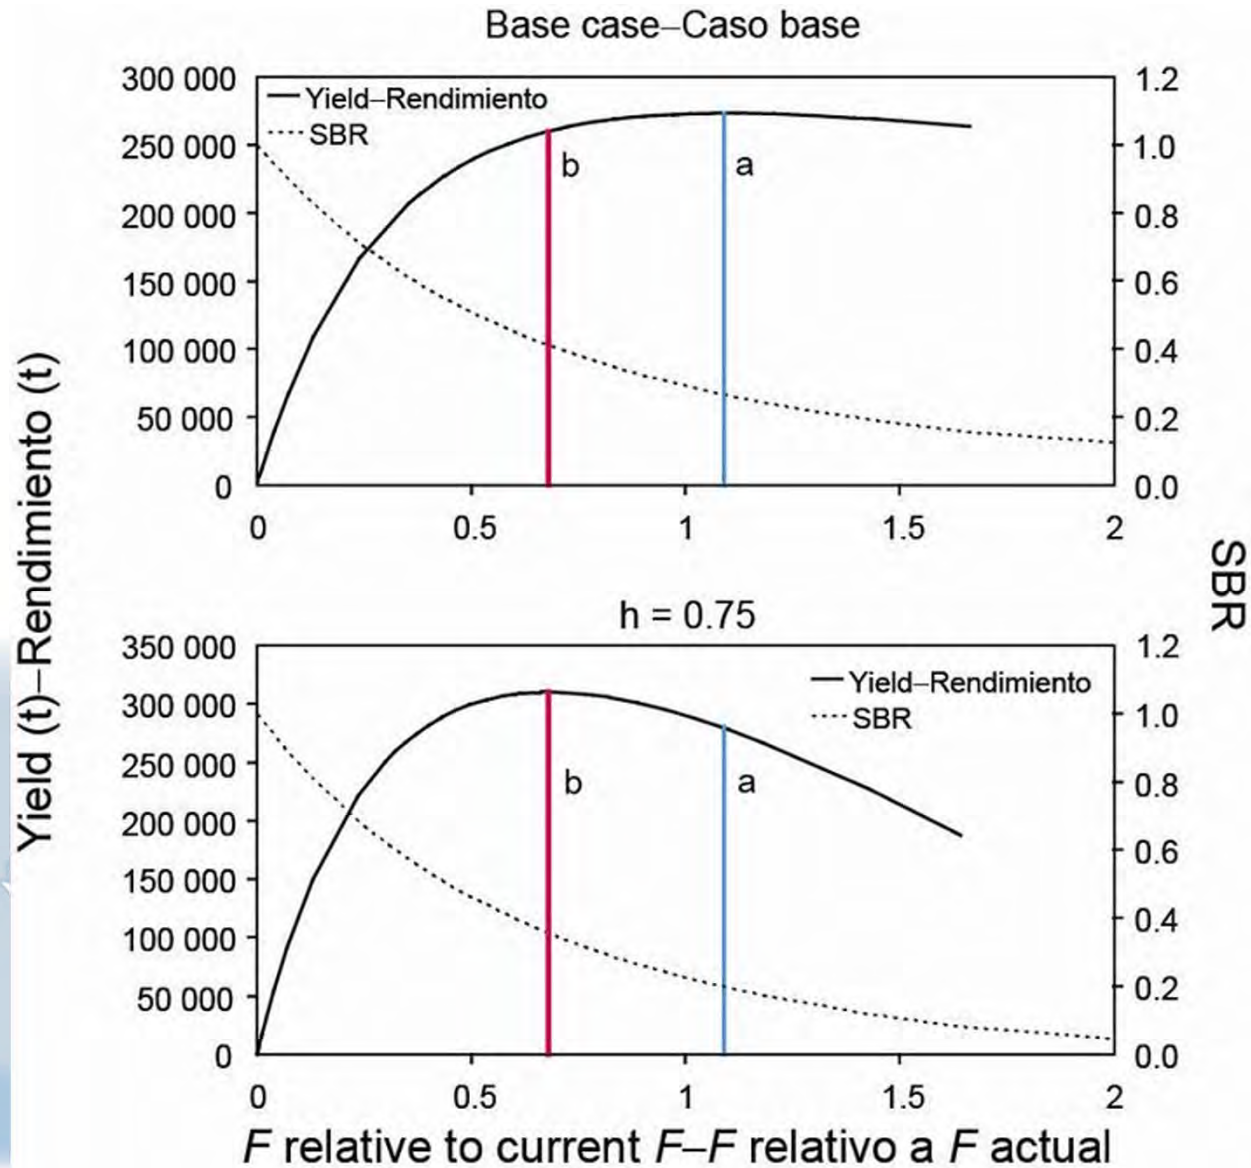 Base case–Caso base
300 000
250 000
200 000
150 000
100 000
50 000
0
Yield–Rendimiento
SBR
b
a
1.2
1.0
0.8
0.6
0.4
0.2
0.0
0 0.5 1 1.5 2
Yield (t)–Rendimiento (t)
SBR
h = 0.75
350 000
300 000
250 000
200 000
150 000
100 000
50 000
0
Yield–Rendimiento
SBR
b
a
1.2
1.0
0.8
0.6
0.4
0.2
0.0
0 0.5 1 1.5 2
F relative to current F–F relativo a F actual